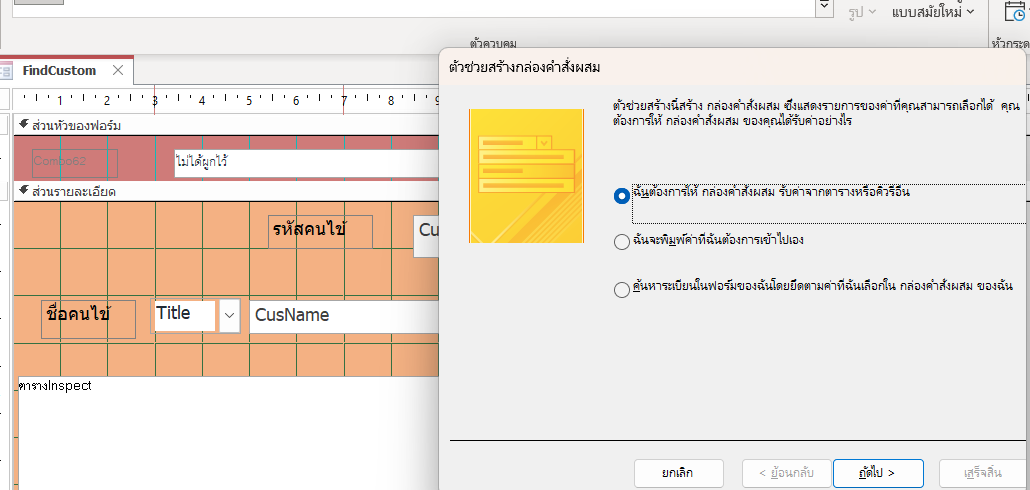 รูป
แบบสมัยใหม่
ตัวควบคุม
หัวกระด
FindCustom
1 2 3 4 5 6 7 8 9
ส่วนหัวของฟอร์ม
Combo62
ไม่ได้ผูกไว้
ส่วนรายละเอียด
รหัสคนไข้
Cu
ชื่อคนไข้
Title
CusName
ตารางInspect
ตัวช่วยสร้างกล่องคำสั่งผสม
ตัวช่วยสร้างนี้สร้าง กล่องคำสั่งผสม ซึ่งแสดงรายการของค่าที่คุณสามารถเลือกได้ คุณ
ต้องการให้ กล่องคำสั่งผสม ของคุณได้รับค่าอย่างไร
ฉันต้องการให้ กล่องคำสั่งผสม รับค่าจากตารางหรือคิวรีอื่น
ฉันจะพิมพ์ค่าที่ฉันต้องการเข้าไปเอง
ค้นหาระเบียนในฟอร์มของฉันโดยยึดตามค่าที่ฉันเลือกใน กล่องคำสั่งผสม ของฉัน
ยกเลิก
< ย้อนกลับ
ถัดไป >
เสร็จสิ้น